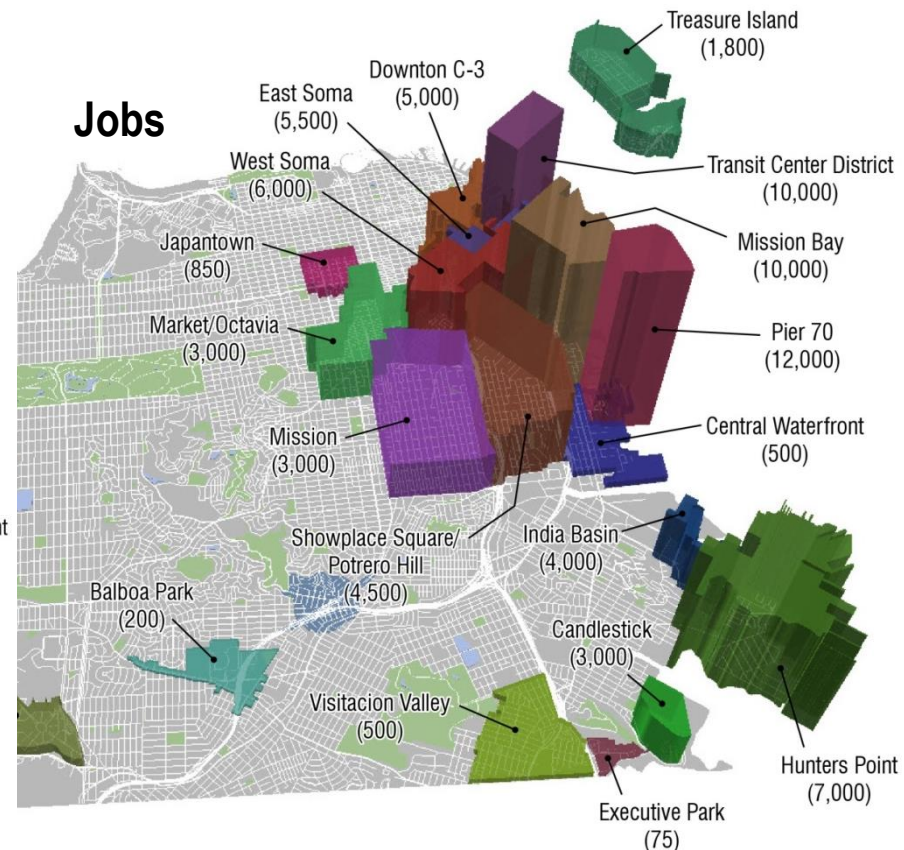 Treasure Island
(1,800)
Downton C-3
(5,000)
East Soma
(5,500)
Jobs
West Soma
(6,000)
Transit Center District
(10,000)
Japantown
(850)
Mission Bay
(10,000)
Market/Octavia
(3,000)
Pier 70
(12,000)
Mission
(3,000)
Central Waterfront
(500)
Showplace Square/
Potrero Hill
(4,500)
India Basin
(4,000)
Balboa Park
(200)
Candlestick
(3,000)
Visitacion Valley
(500)
Hunters Point
(7,000)
Executive Park
(75)